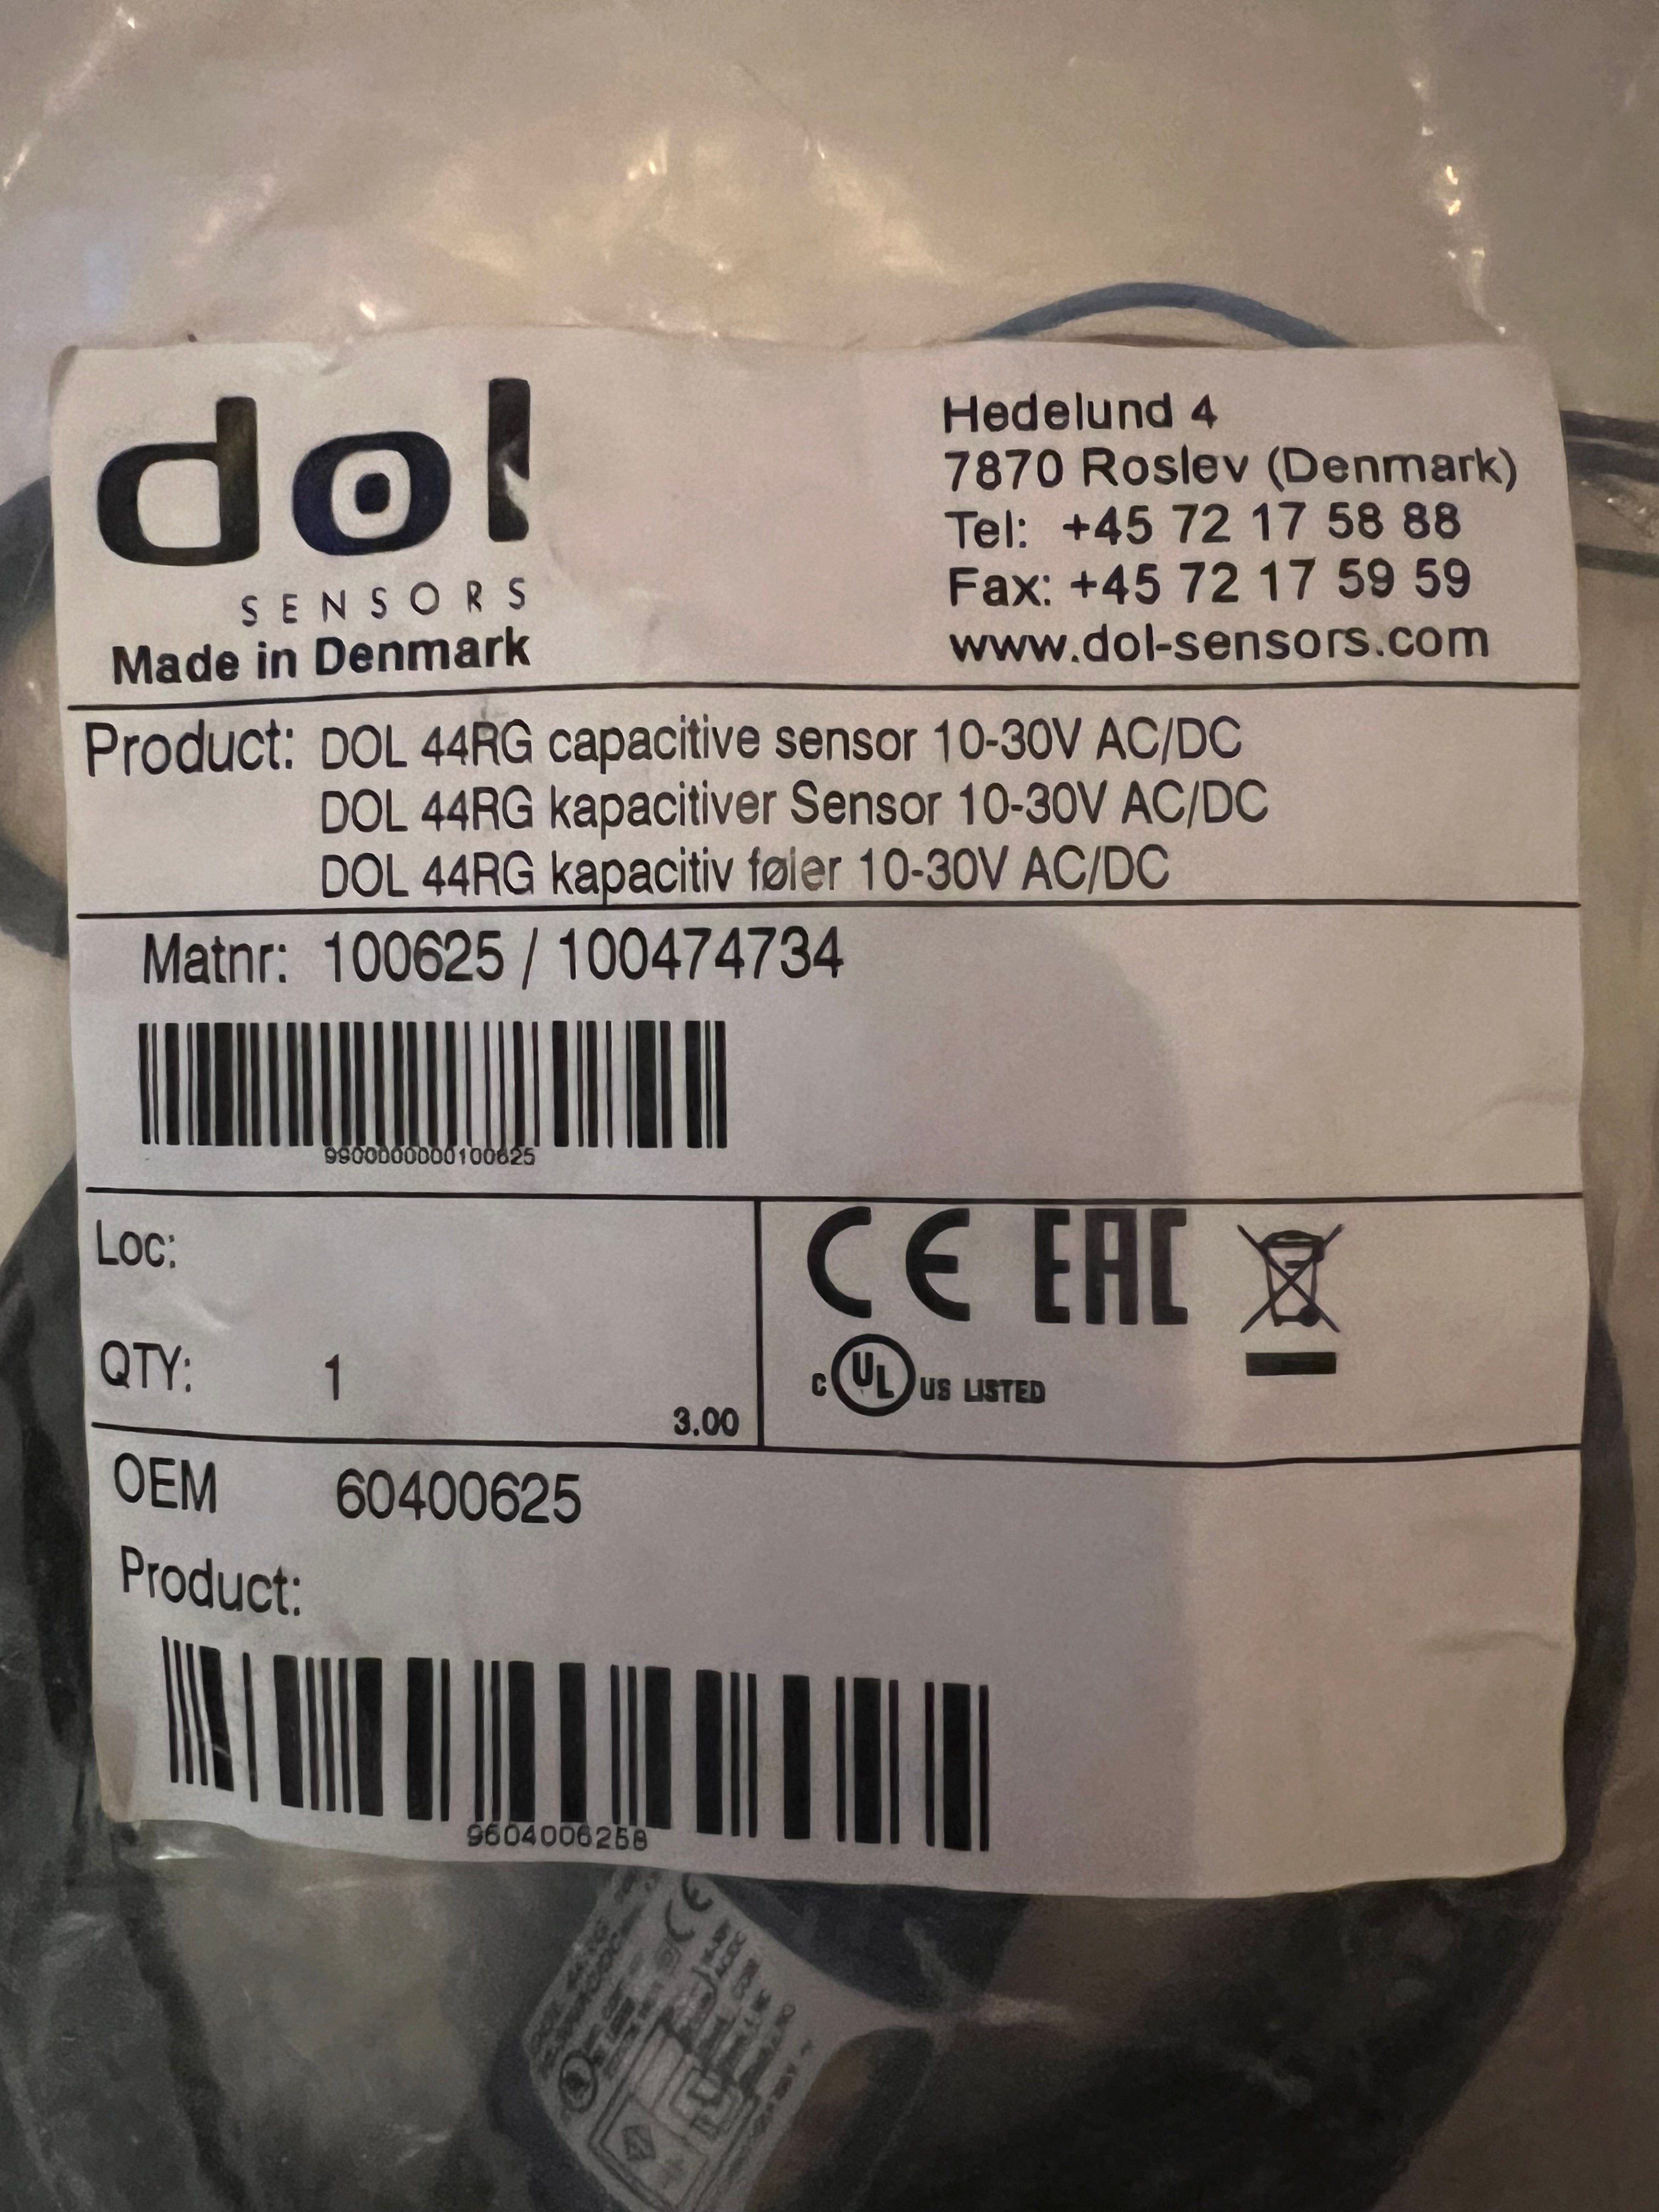 dol
SENSORS
Made in Denmark
Hedelund 4
7870 Roslev (Denmark)
Tel: +45 72 17 58 88
Fax: +45 72 17 59 59
www.dol-sensors.com
Product: DOL 44RG capacitive sensor 10-30V AC/DC
DOL 44RG kapacitiver Sensor 10-30V AC/DC
DOL 44RG kapacitiv føler 10-30V AC/DC
Matnr: 100625 / 100474734
9900000000100625
Loc:
QTY: 1
3.00
CE EAC
c UL US LISTED
OEM 60400625
Product:
9604006258
CE